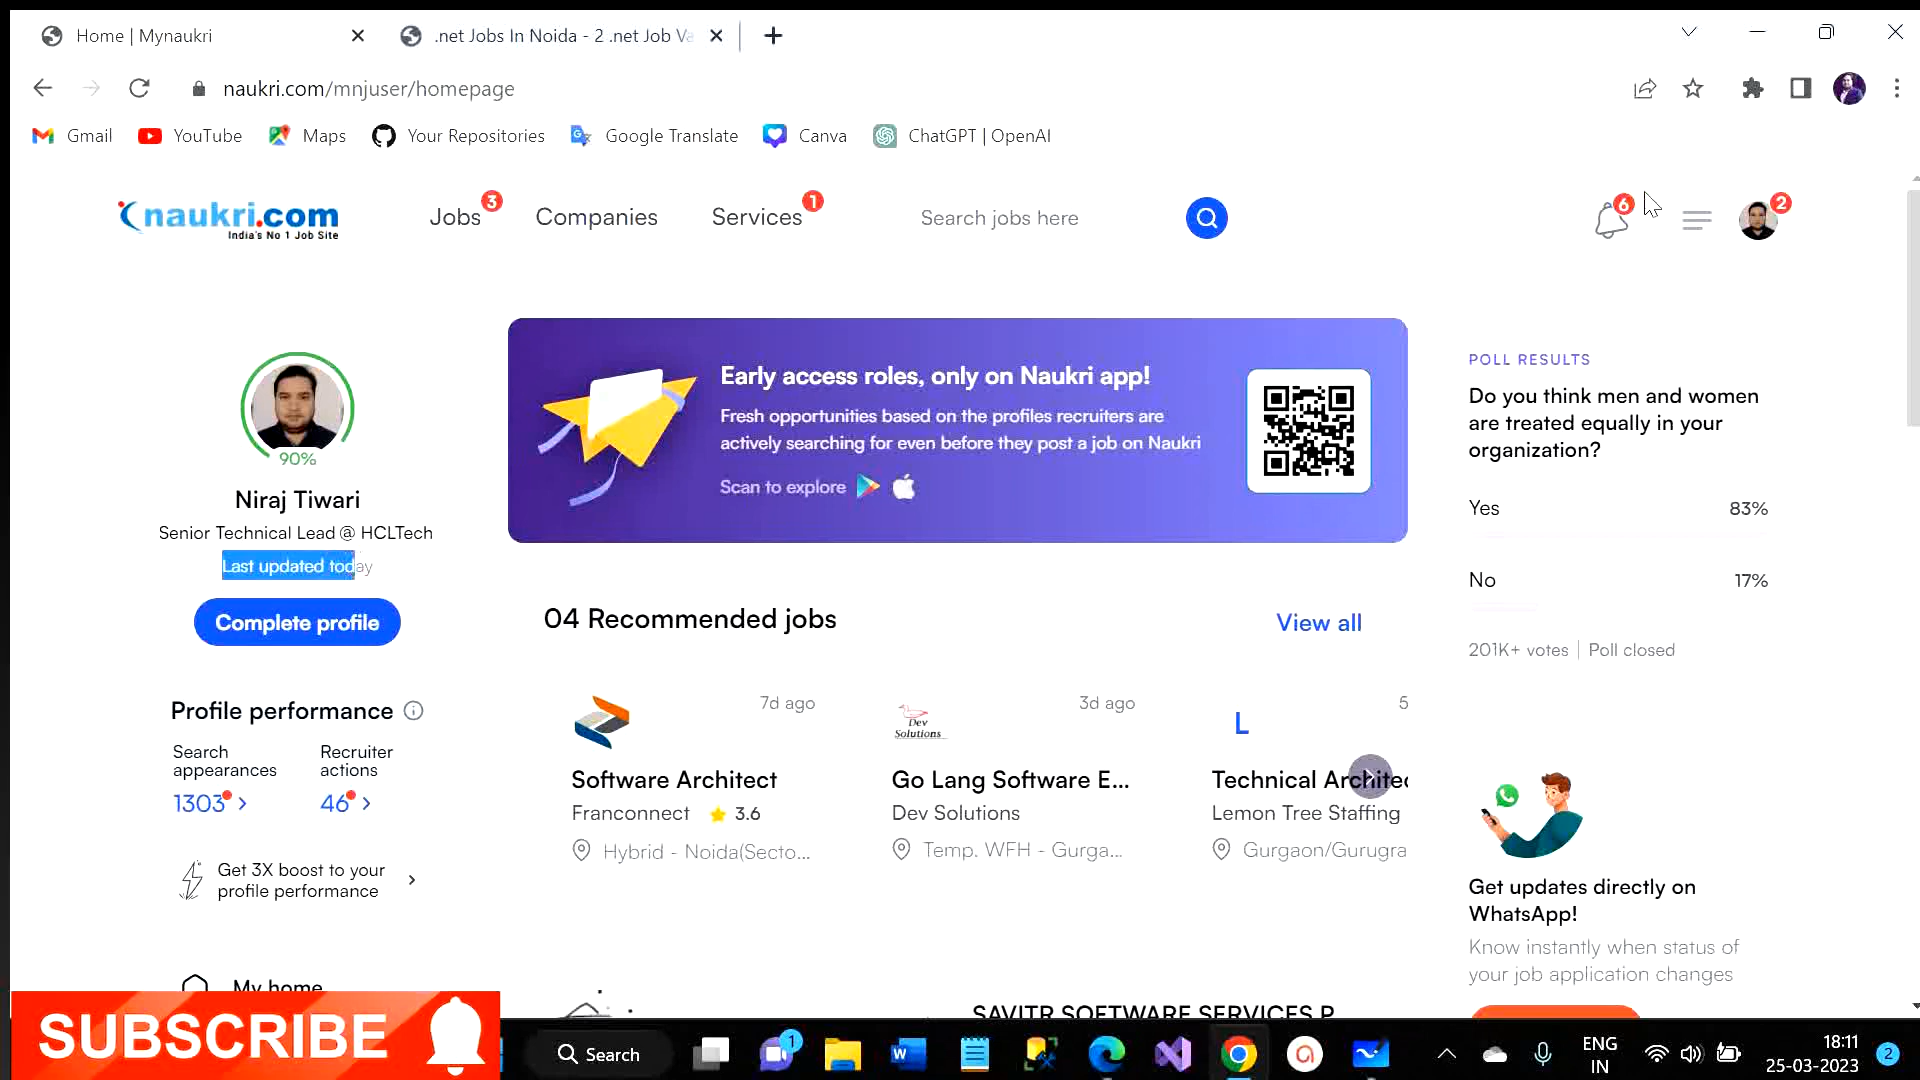 Home | Mynaukri
.net Jobs In Noida - 2 .net Job Va
naukri.com/mnjuser/homepage
Gmail
YouTube
Maps
Your Repositories
Google Translate
Canva
ChatGPT | OpenAI
naukri.com
India's No 1 Job Site
Jobs 3
Companies
Services 1
Search jobs here
6
2
90%
Niraj Tiwari
Senior Technical Lead @ HCLTech
Last updated today
Complete profile
Profile performance
Search
appearances
1303
Recruiter
actions
46
Get 3X boost to your
profile performance
My home
Early access roles, only on Naukri app!
Fresh opportunities based on the profiles recruiters are
actively searching for even before they post a job on Naukri
Scan to explore
04 Recommended jobs
View all
7d ago
Software Architect
Franconnect 3.6
Hybrid - Noida(Secto...
Dev
Solutions
3d ago
Go Lang Software E...
Dev Solutions
Temp. WFH - Gurga...
L
5
Technical Architec
Lemon Tree Staffing
Gurgaon/Gurugra
SAVITR SOFTWARE SERVICES P
POLL RESULTS
Do you think men and women
are treated equally in your
organization?
Yes 83%
No 17%
201K+ votes | Poll closed
Get updates directly on
WhatsApp!
Know instantly when status of
your job application changes
SUBSCRIBE
Search
1
W
ENG
IN
18:11
25-03-2023
2